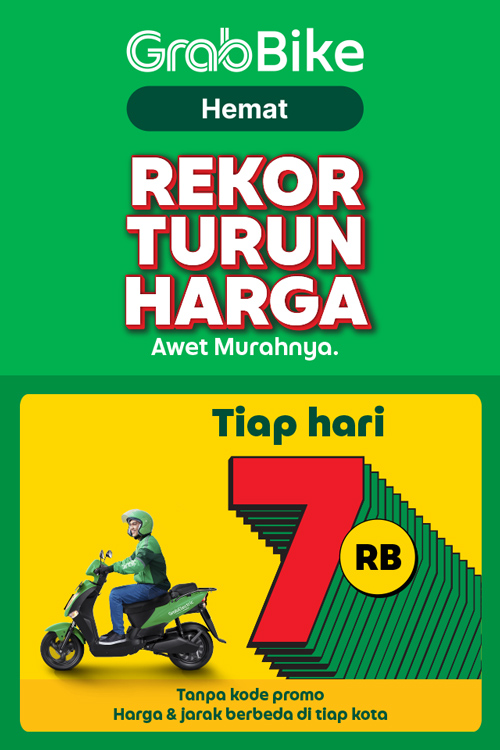 GrabBike
Hemat
REKOR
TURUN
HARGA
Awet Murahnya.
Tiap hari
7
RB
Tanpa kode promo
Harga & jarak berbeda di tiap kota